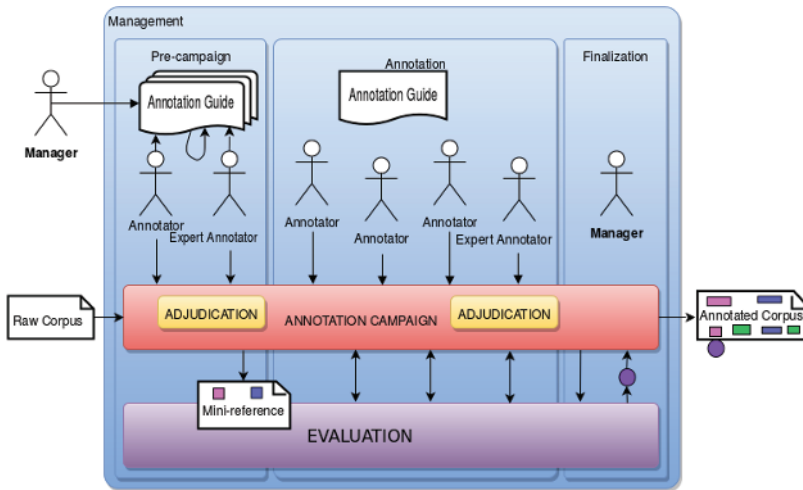 Management
Pre-campaign
Annotation
Finalization
Annotation Guide
Annotation Guide
Manager
Annotator
Expert Annotator
Annotator
Annotator
Annotator
Expert Annotator
Manager
Raw Corpus
ADJUDICATION
ANNOTATION CAMPAIGN
ADJUDICATION
Annotated Corpus
Mini-reference
EVALUATION